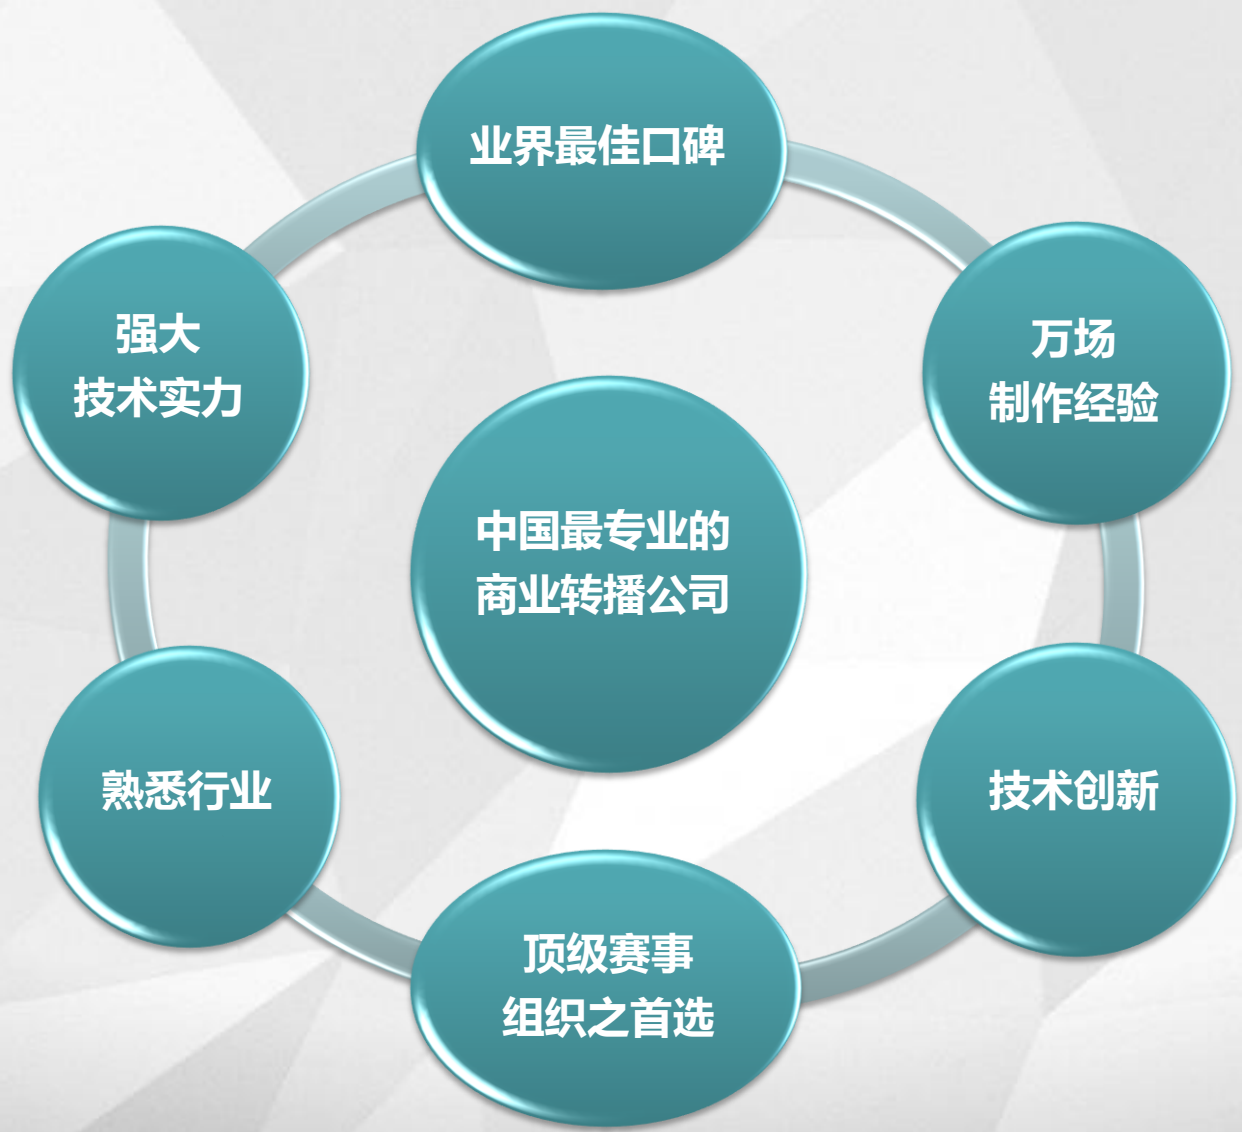 业界最佳口碑
强大
技术实力
万场
制作经验
中国最专业的
商业转播公司
熟悉行业
技术创新
顶级赛事
组织之首选